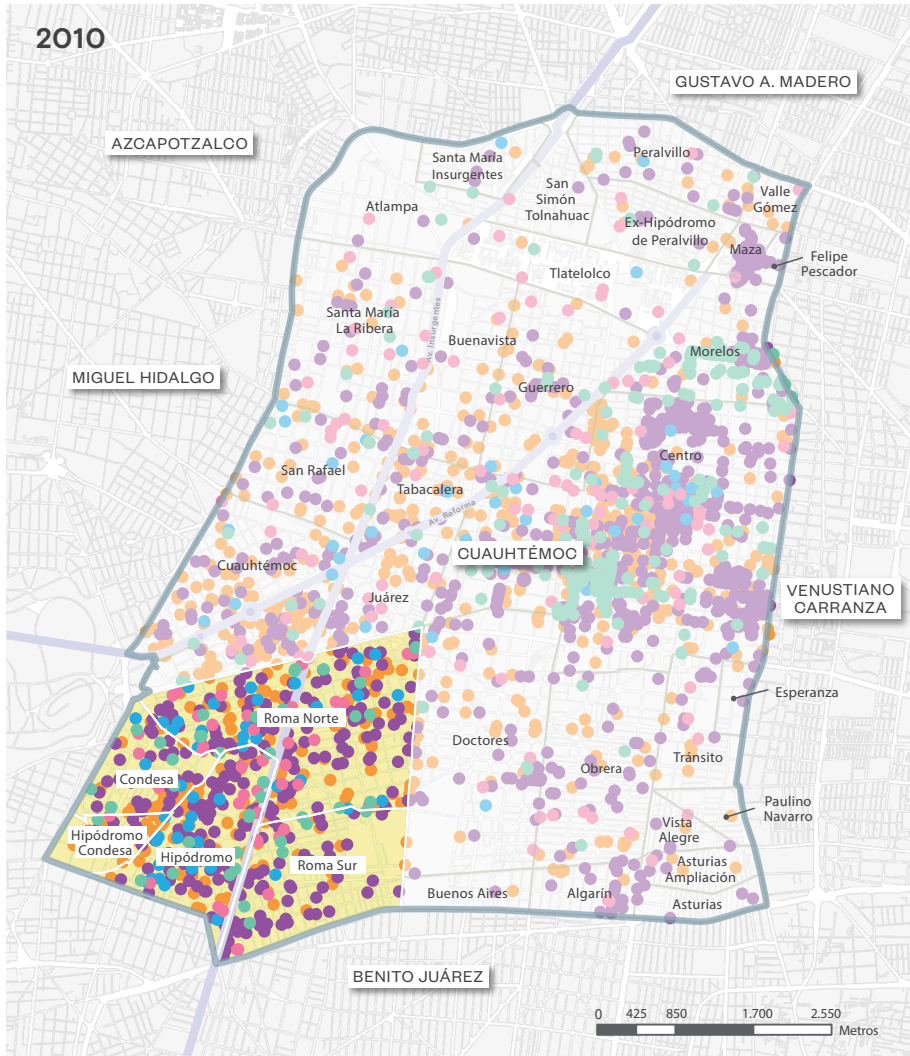 2010
GUSTAVO A. MADERO
AZCAPOTZALCO
Peralvillo
Santa María
Insurgentes
San
Simón
Tolnahuac
Valle
Gómez
Atlampa
Ex-Hipódromo
de Peralvillo
Maza
Felipe
Pescador
Tlatelolco
Santa María
La Ribera
Av. Insurgentes
Buenavista
Morelos
MIGUEL HIDALGO
Guerrero
Centro
San Rafael
Tabacalera
Av. Reforma
CUAUHTÉMOC
Cuauhtémoc
Juárez
VENUSTIANO
CARRANZA
Esperanza
Roma Norte
Doctores
Obrera
Tránsito
Condesa
Paulino
Navarro
Hipódromo
Condesa
Hipódromo
Roma Sur
Vista
Alegre
Asturias
Ampliación
Buenos Aires
Algarín
Asturias
BENITO JUÁREZ
0 425 850 1.700 2.550
Metros